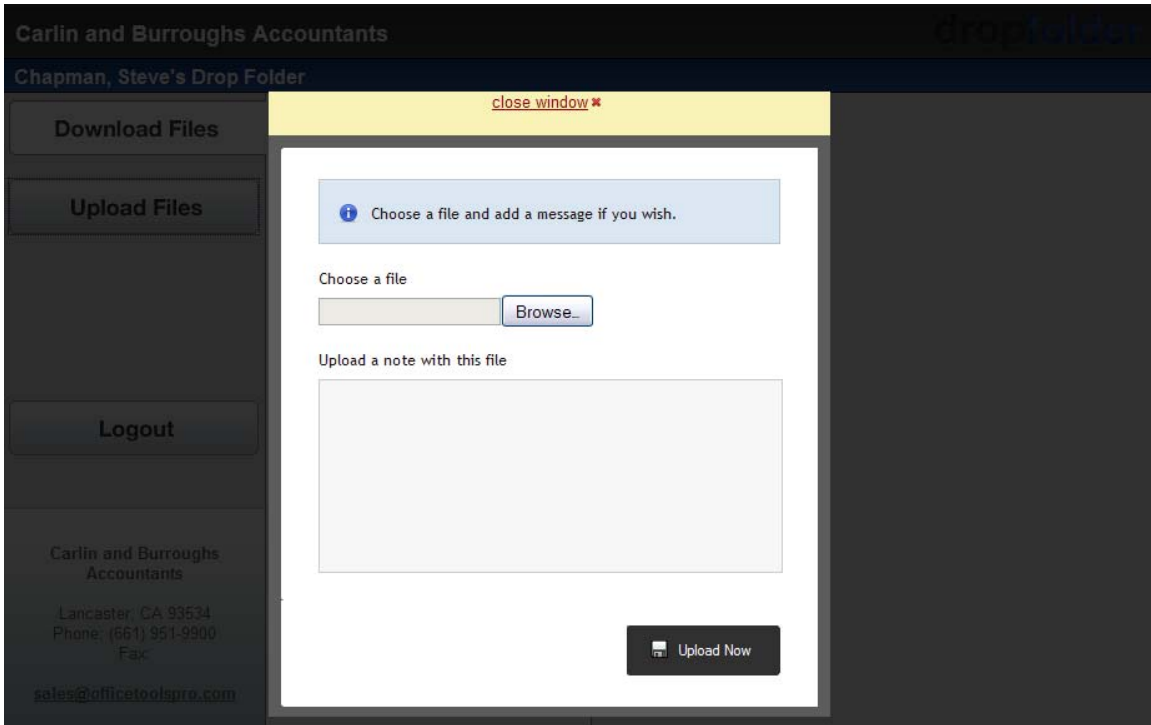 Carlin and Burroughs Accountants
dropfolder
Chapman, Steve's Drop Folder
close window ✖
Download Files
Upload Files
Logout
Choose a file and add a message if you wish.
Choose a file
Browse...
Upload a note with this file
Upload Now
Carlin and Burroughs
Accountants
Lancaster, CA 93534
Phone: (661) 951-9900
Fax:
sales@officetoolspro.com